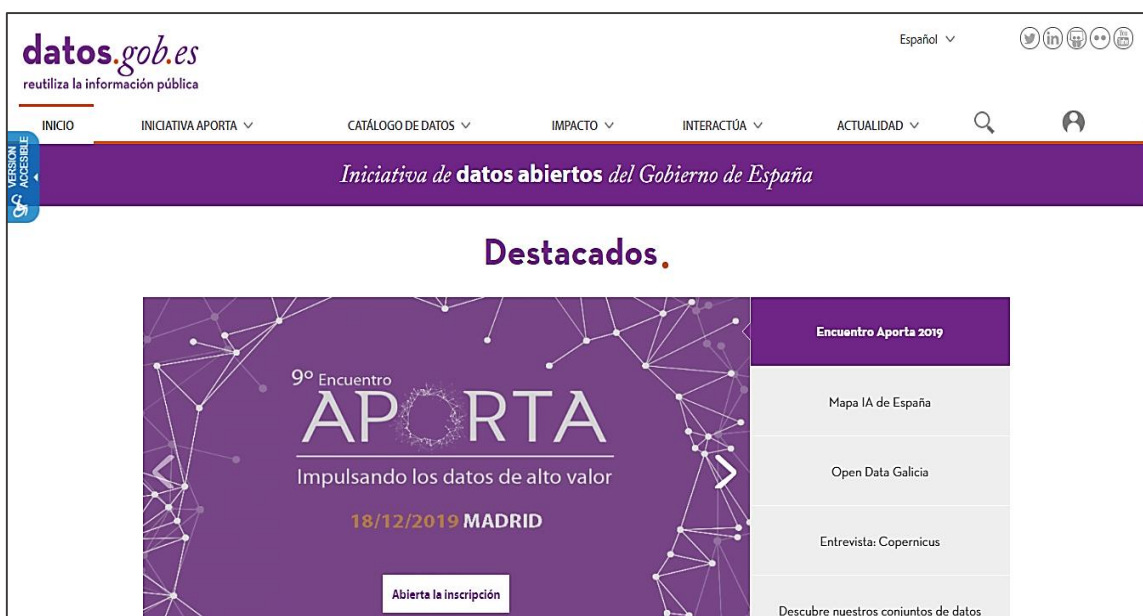 datos.gob.es
reutiliza la información pública
Español
INICIO
INICIATIVA APORTA
CATÁLOGO DE DATOS
IMPACTO
INTERACTÚA
ACTUALIDAD
VERSION
ACCESIBLE
Iniciativa de datos abiertos del Gobierno de España
Destacados.
9º Encuentro
APORTA
Impulsando los datos de alto valor
18/12/2019 MADRID
Abierta la inscripción
Encuentro Aporta 2019
Mapa IA de España
Open Data Galicia
Entrevista: Copernicus
Descubre nuestros conjuntos de datos